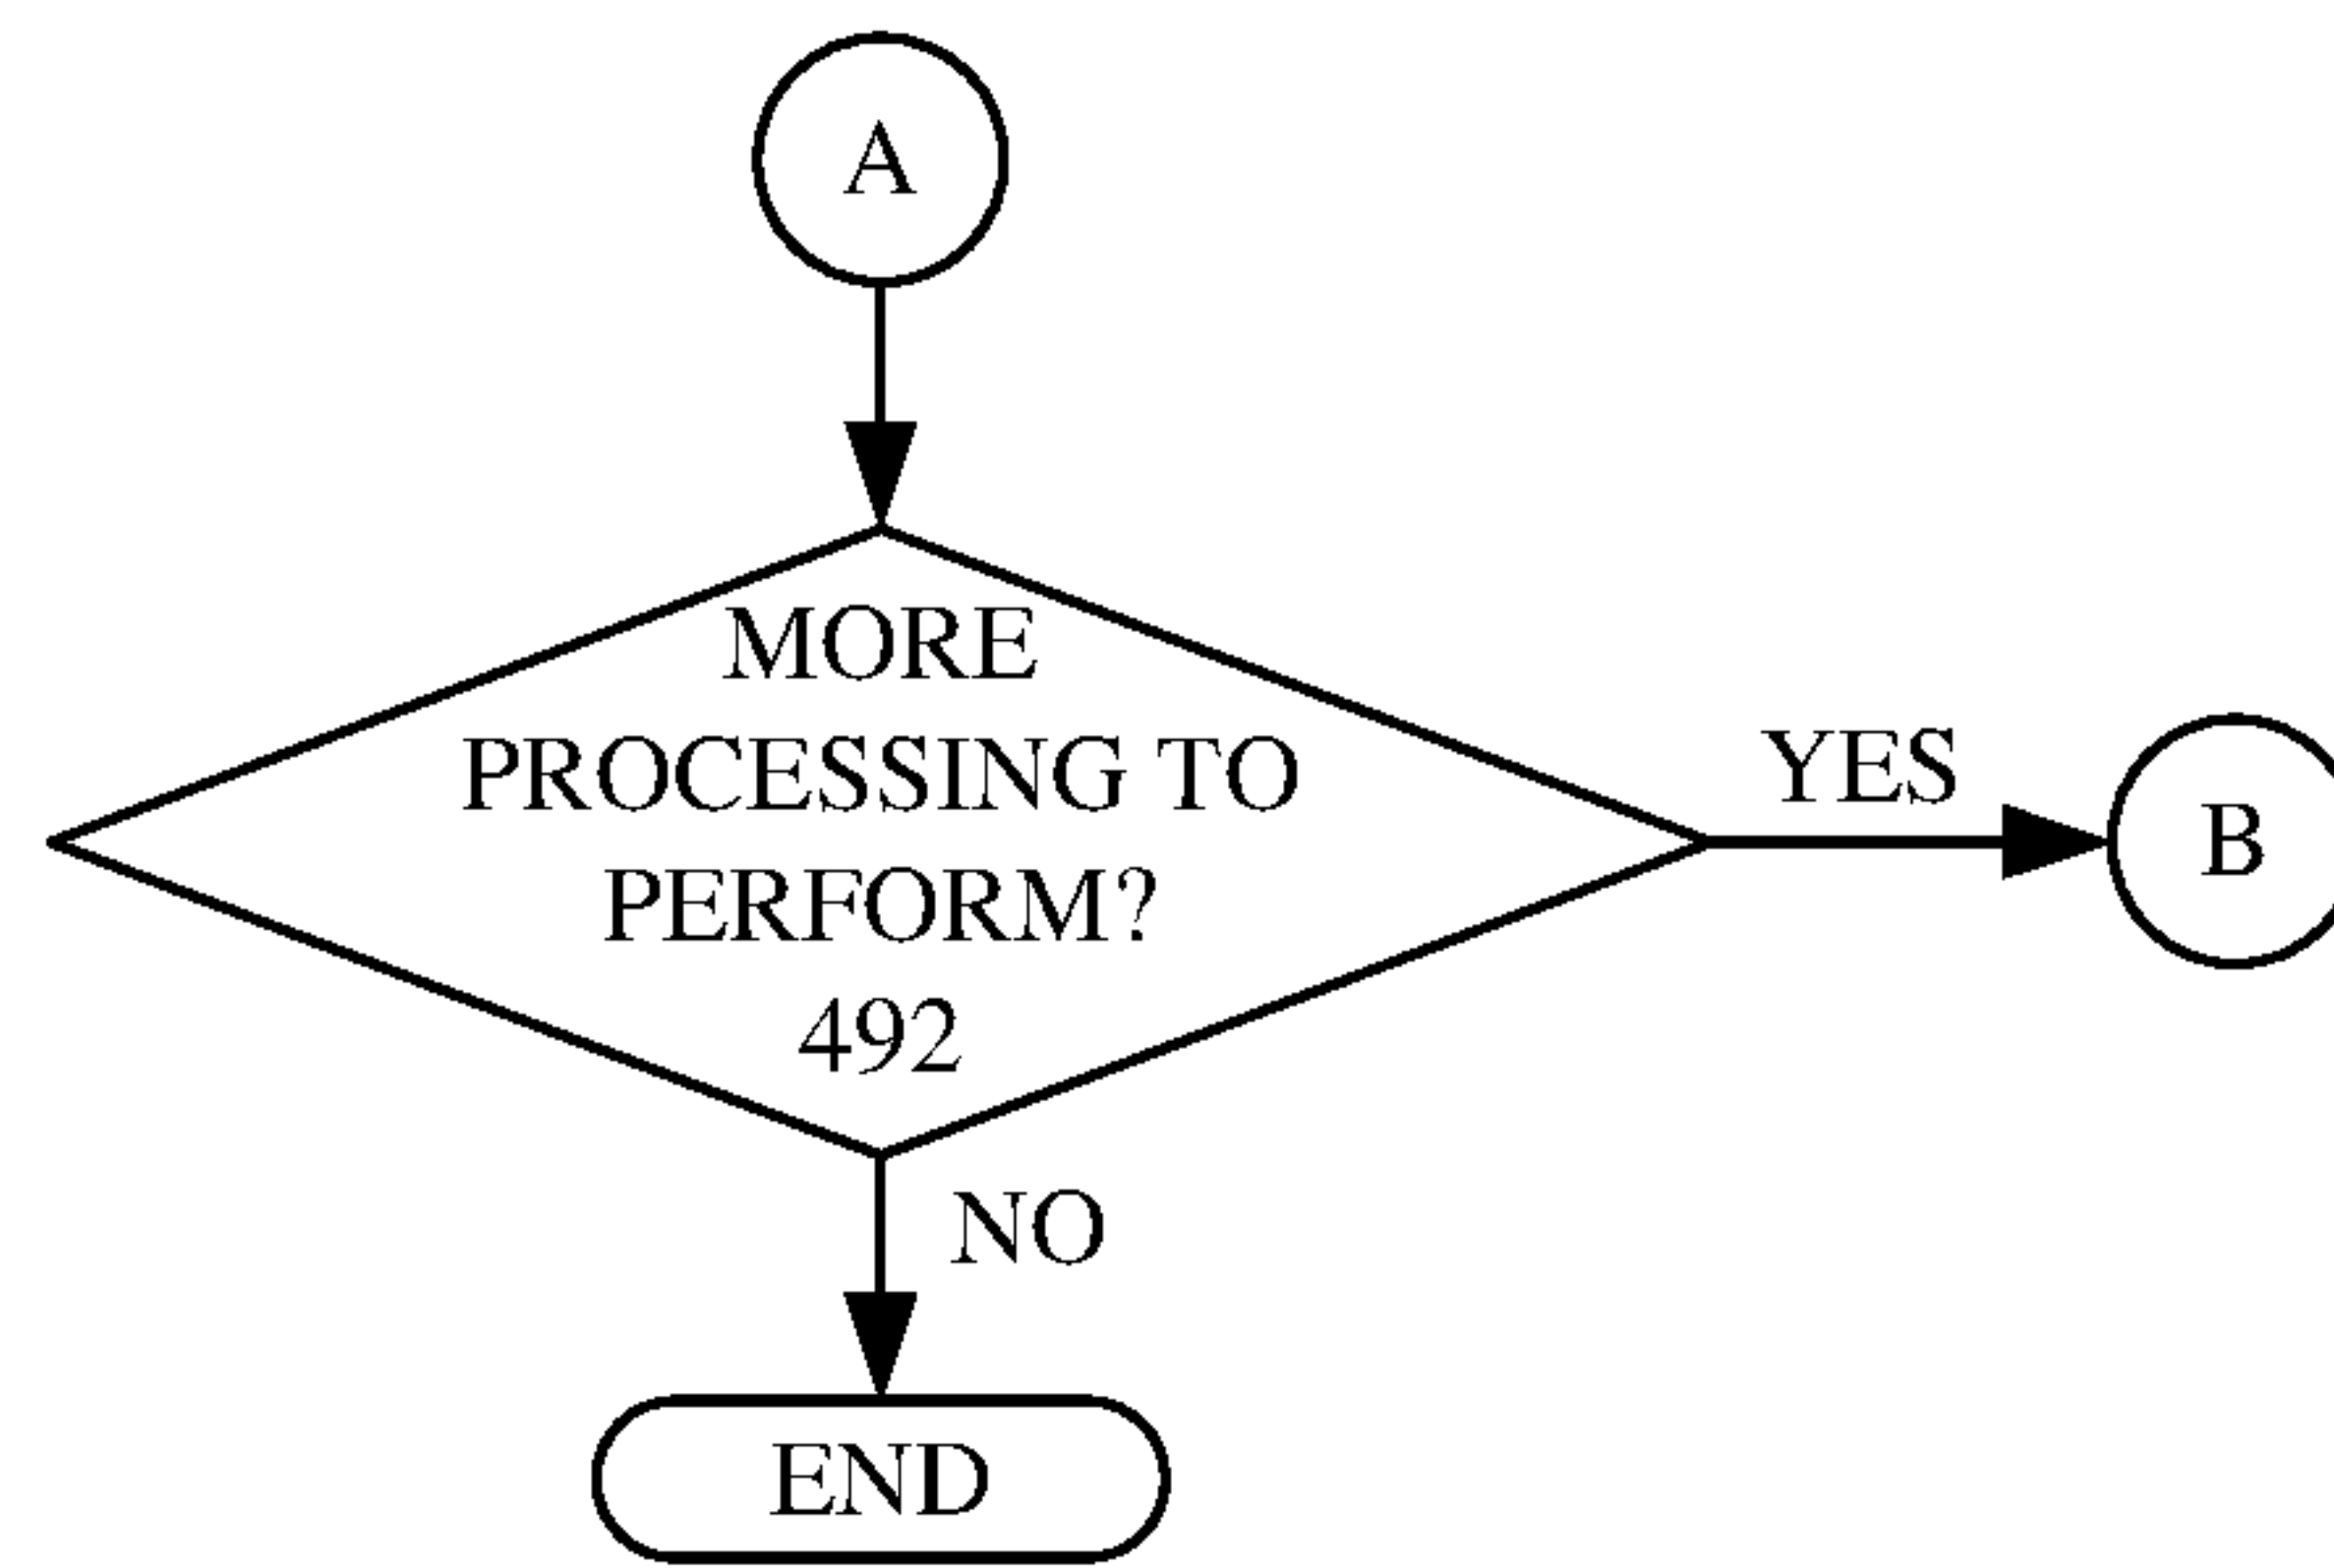 A
MORE
PROCESSING TO
PERFORM?
492
YES
B
NO
END